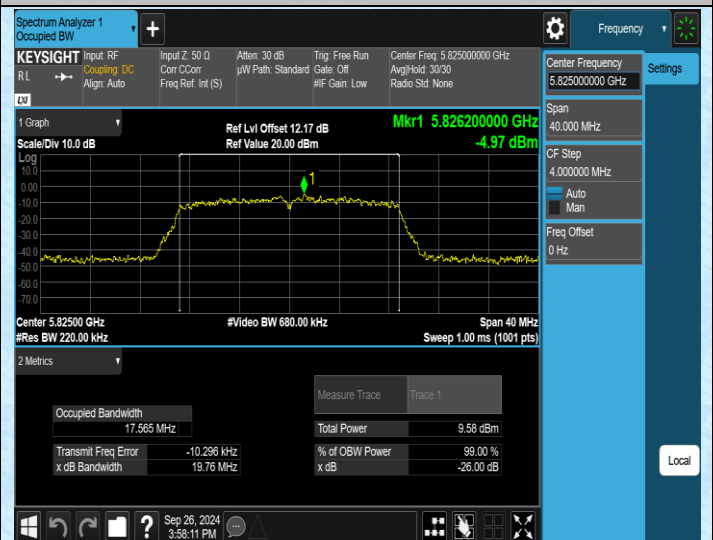 Spectrum Analyzer 1
Occupied BW
+
Frequency
KEYSIGHT
RL
LXI
Input: RF
Coupling: DC
Align: Auto
Input Z: 50 Ω
Corr CCorr
Freq Ref: Int (S)
Atten: 30 dB
µW Path: Standard
Trig: Free Run
Gate: Off
#IF Gain: Low
Center Freq: 5.825000000 GHz
Avg|Hold: 30/30
Radio Std: None
Center Frequency
5.825000000 GHz
Settings
Span
40.000 MHz
CF Step
4.000000 MHz
Auto
Man
Freq Offset
0 Hz
1 Graph
Scale/Div 10.0 dB
Ref Lvl Offset 12.17 dB
Ref Value 20.00 dBm
Mkr1 5.826200000 GHz
-4.97 dBm
Log
10.0
0.00
-10.0
-20.0
-30.0
-40.0
-50.0
-60.0
-70.0
1
Center 5.82500 GHz
#Res BW 220.00 kHz
#Video BW 680.00 kHz
Span 40 MHz
Sweep 1.00 ms (1001 pts)
2 Metrics
Measure Trace
Trace 1
Occupied Bandwidth
17.565 MHz
Total Power
9.58 dBm
Transmit Freq Error
-10.296 kHz
% of OBW Power
99.00 %
x dB Bandwidth
19.76 MHz
x dB
-26.00 dB
Local
?
Sep 26, 2024
3:58:11 PM